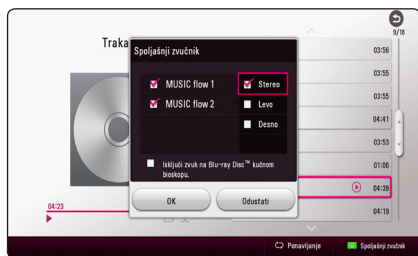 9/16
Traka
Spoljašnji zvučnik
MUSIC flow 1
Stereo
MUSIC flow 2
Levo
Desno
Isključi zvuk na Blu-ray Disc™ kućnom
bioskopu.
OK
Odustati
03:56
03:55
03:55
04:41
03:53
01:06
04:39
04:19
04:23
Ponavljanje
Spoljašnji zvučnik